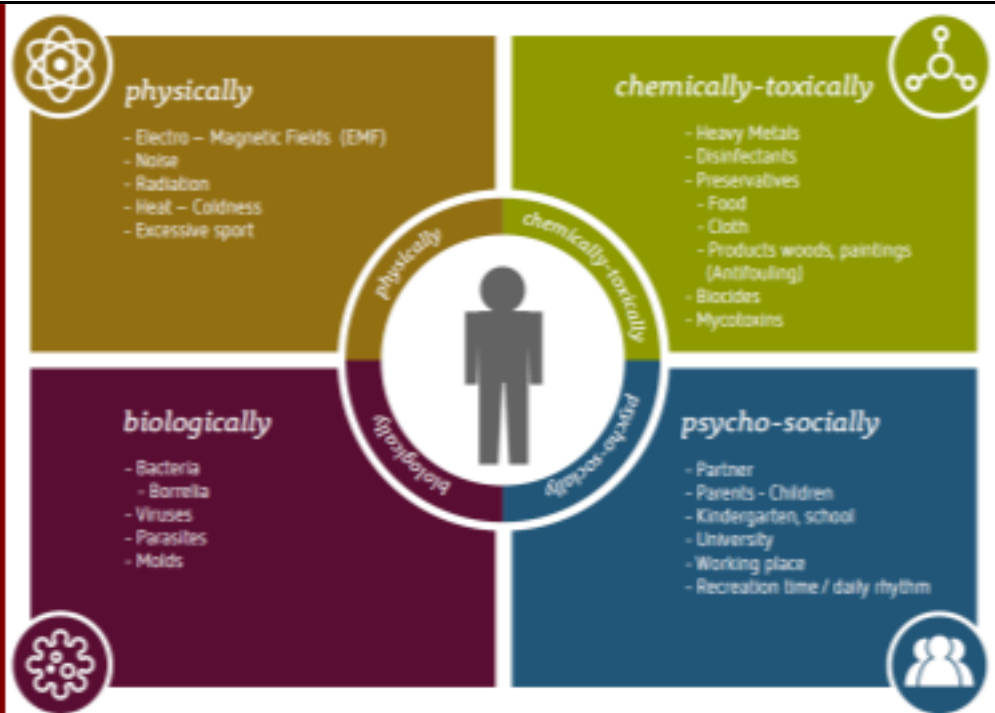 physically
- Electro – Magnetic Fields (EMF)
- Noise
- Radiation
- Heat – Coldness
- Excessive sport
chemically-toxically
- Heavy Metals
- Disinfectants
- Preservatives
- Food
- Cloth
- Products woods, paintings
(Antifouling)
- Biocides
- Mycotoxins
physically
chemically-toxically
biologically
psycho-socially
biologically
- Bacteria
- Borrelia
- Viruses
- Parasites
- Molds
psycho-socially
- Partner
- Parents - Children
- Kindergarten, school
- University
- Working place
- Recreation time / daily rhythm